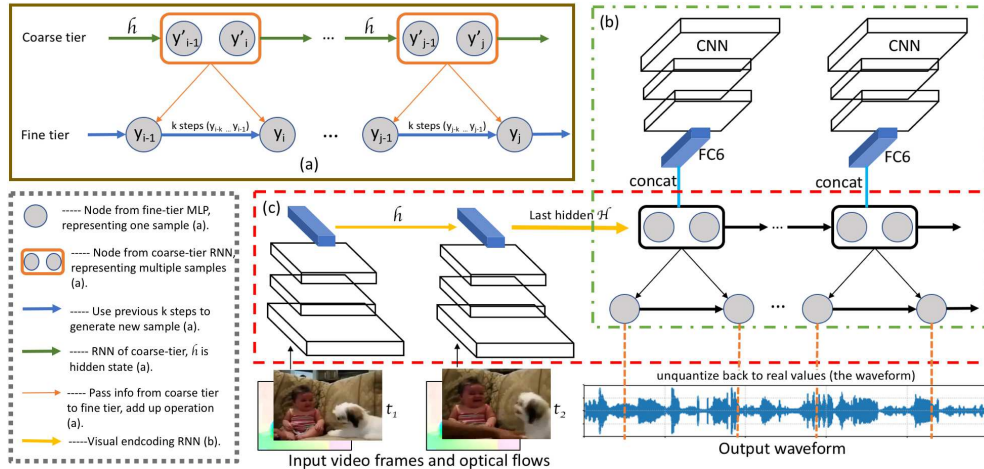 Coarse tier
ℏ
y'i-1
y'i
...
ℏ
y'j-1
y'j
Fine tier
yi-1
k steps (yi-k ... yi-1)
yi
...
yj-1
k steps (yj-k ... yj-1)
yj
(a)
(b)
CNN
CNN
FC6
FC6
concat
concat
...
...
(c)
ℏ
Last hidden ℋ
----- Node from fine-tier MLP,
representing one sample (a).
----- Node from coarse-tier RNN,
representing multiple samples
(a).
----- Use previous k steps to
generate new sample (a).
----- RNN of coarse-tier, ℏ is
hidden state (a).
----- Pass info from coarse tier
to fine tier, add up operation
(a).
-----Visual endcoding RNN (b).
t1
t2
Input video frames and optical flows
unquantize back to real values (the waveform)
Output waveform